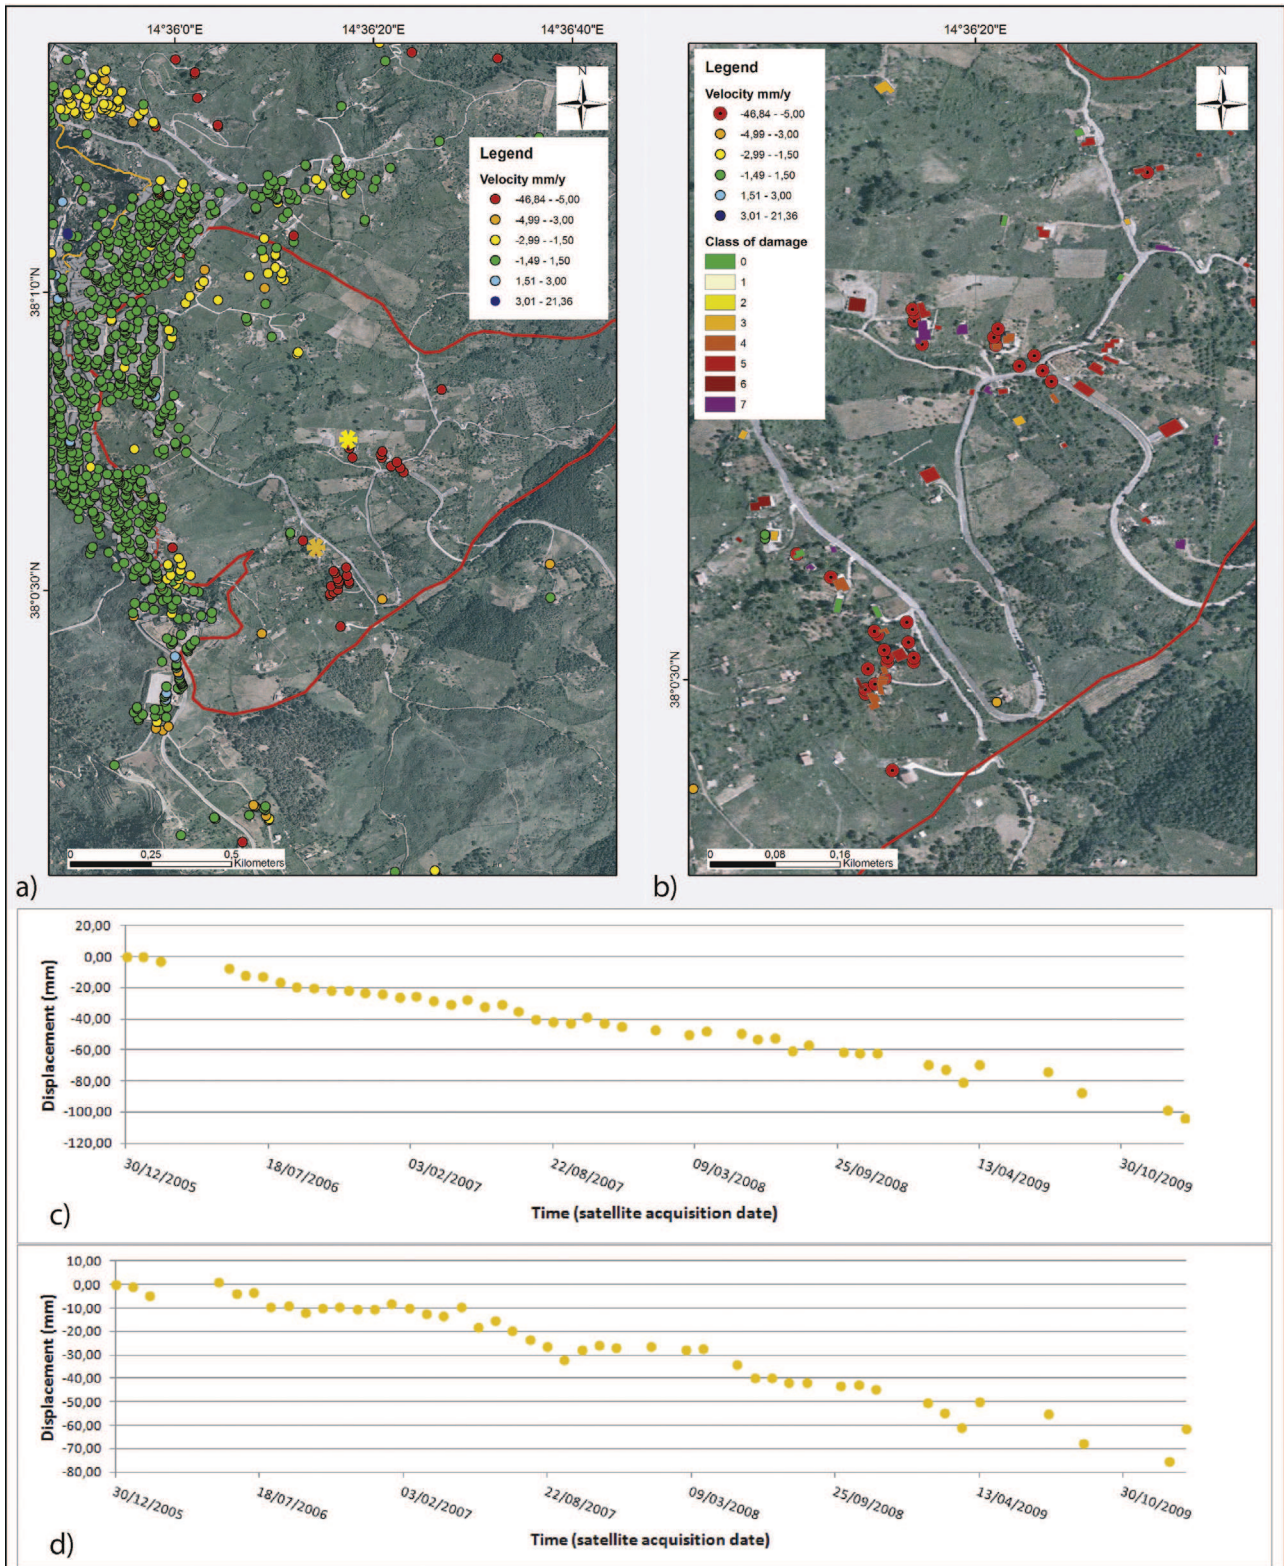 14°36'0"E 14°36'20"E 14°36'40"E
14°36'20"E
38°1'0"N
38°0'30"N
38°0'30"N
N
Legend
Velocity mm/y
-46,84 - -5,00
-4,99 - -3,00
-2,99 - -1,50
-1,49 - 1,50
1,51 - 3,00
3,01 - 21,36
0 0,25 0,5
Kilometers
a)
N
Legend
Velocity mm/y
-46,84 - -5,00
-4,99 - -3,00
-2,99 - -1,50
-1,49 - 1,50
1,51 - 3,00
3,01 - 21,36
Class of damage
0
1
2
3
4
5
6
7
0 0,08 0,16
Kilometers
b)
20,00
0,00
-20,00
-40,00
-60,00
-80,00
-100,00
-120,00
Displacement (mm)
30/12/2005 18/07/2006 03/02/2007 22/08/2007 09/03/2008 25/09/2008 13/04/2009 30/10/2009
Time (satellite acquisition date)
c)
10,00
0,00
-10,00
-20,00
-30,00
-40,00
-50,00
-60,00
-70,00
-80,00
Displacement (mm)
30/12/2005 18/07/2006 03/02/2007 22/08/2007 09/03/2008 25/09/2008 13/04/2009 30/10/2009
Time (satellite acquisition date)
d)